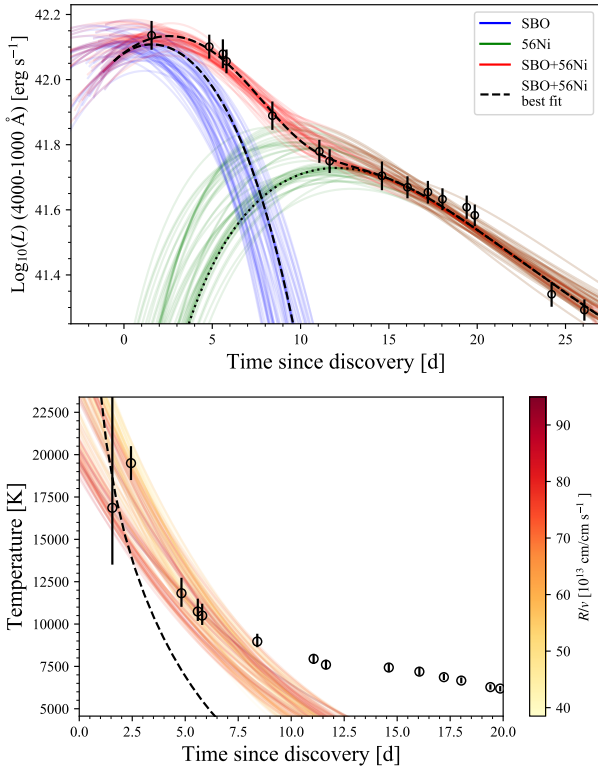 42.2
42.0
41.8
41.6
41.4
Log10(L) (4000-1000 Å) [erg s−1]
SBO
56Ni
SBO+56Ni
SBO+56Ni
best fit
0 5 10 15 20 25
Time since discovery [d]
22500
20000
17500
15000
12500
10000
7500
5000
Temperature [K]
0.0 2.5 5.0 7.5 10.0 12.5 15.0 17.5 20.0
Time since discovery [d]
90
80
70
60
50
40
R/v [10^13 cm/cm s−1 ]